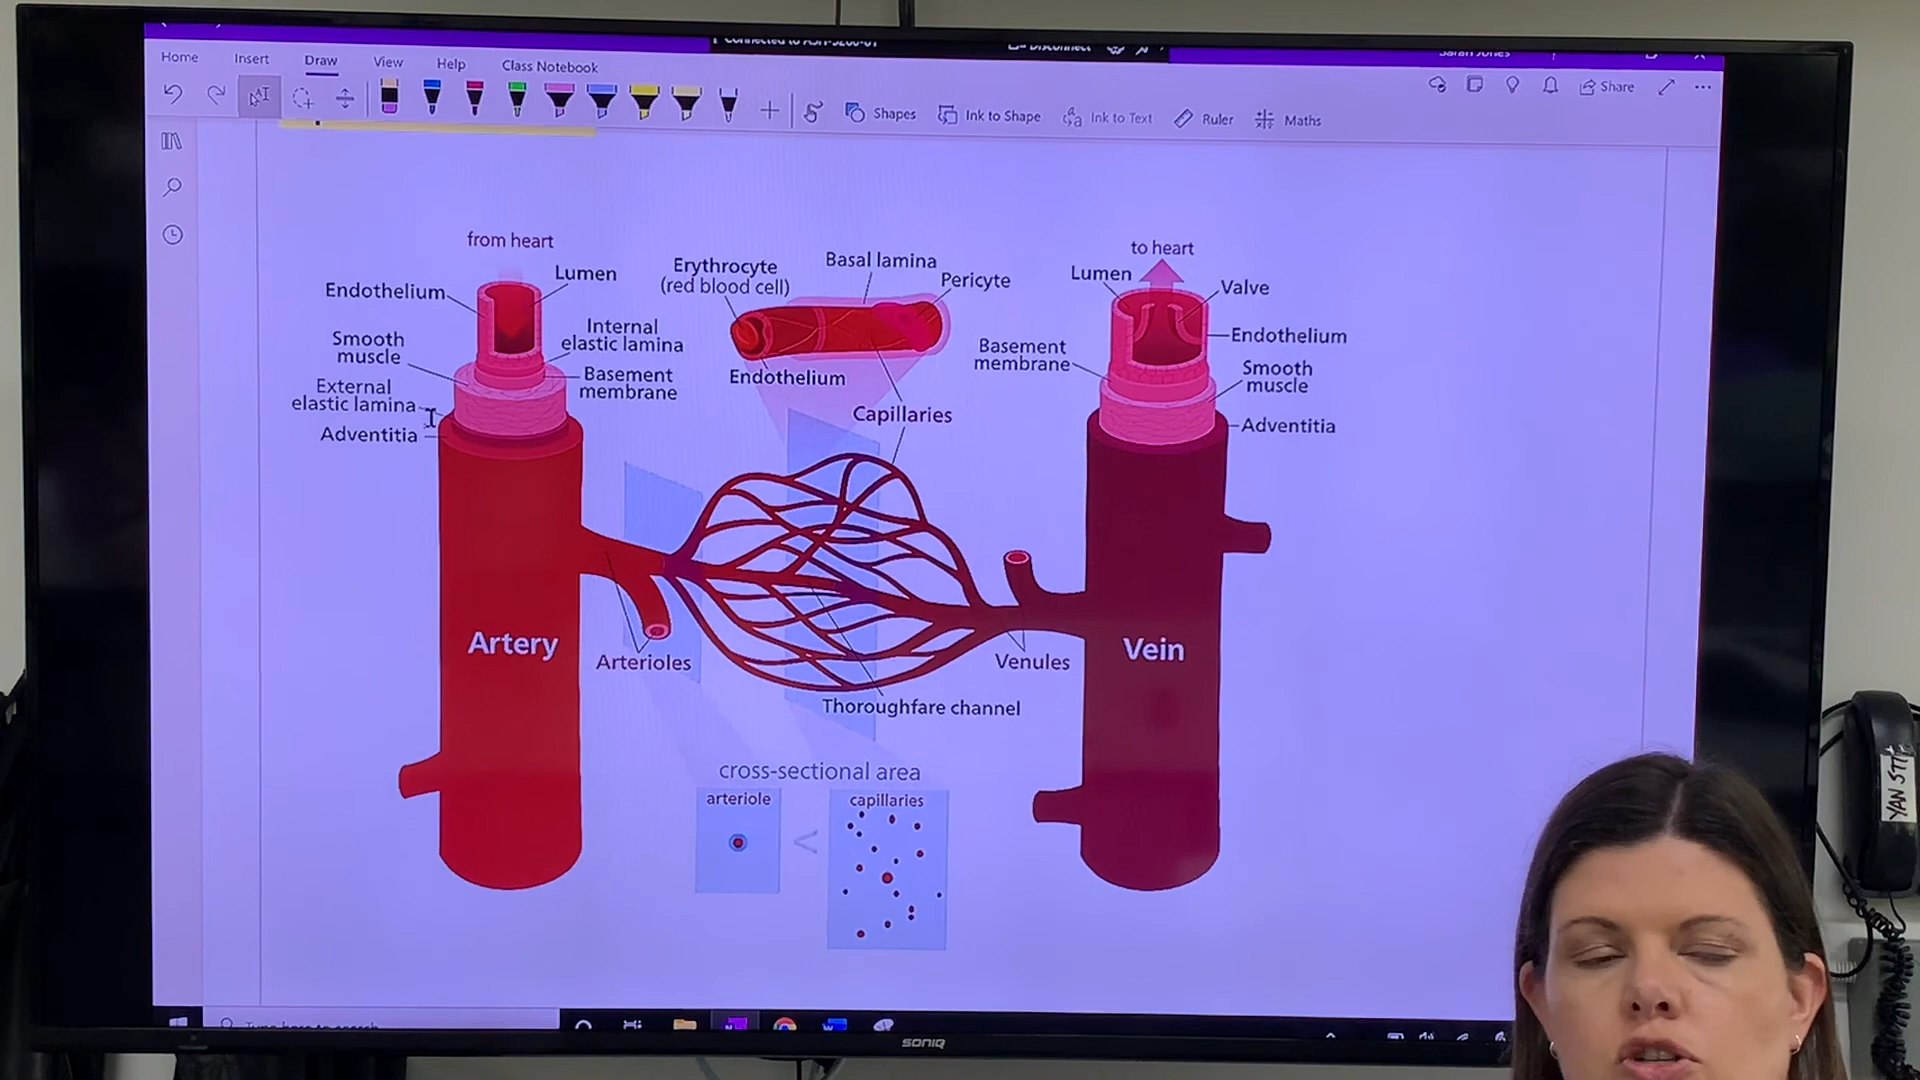 Home Insert Draw View Help Class Notebook
Shapes Ink to Shape Ink to Text Ruler Maths
Share
from heart
Endothelium
Lumen
Smooth
muscle
Internal
elastic lamina
External
elastic lamina
Basement
membrane
Adventitia
Erythrocyte
(red blood cell)
Basal lamina
Pericyte
Endothelium
Capillaries
to heart
Lumen
Valve
Endothelium
Basement
membrane
Smooth
muscle
Adventitia
Artery
Arterioles
Venules
Vein
Thoroughfare channel
cross-sectional area
arteriole
<
capillaries
SONIQ